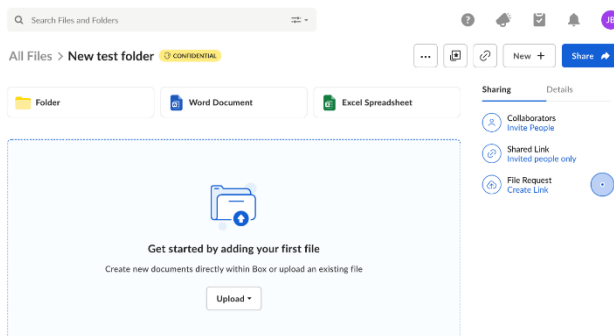 Search Files and Folders
JB
All Files > New test folder CONFIDENTIAL
New +
Share
Folder
Word Document
Excel Spreadsheet
Get started by adding your first file
Create new documents directly within Box or upload an existing file
Upload
Sharing
Details
Collaborators
Invite People
Shared Link
Invited people only
File Request
Create Link